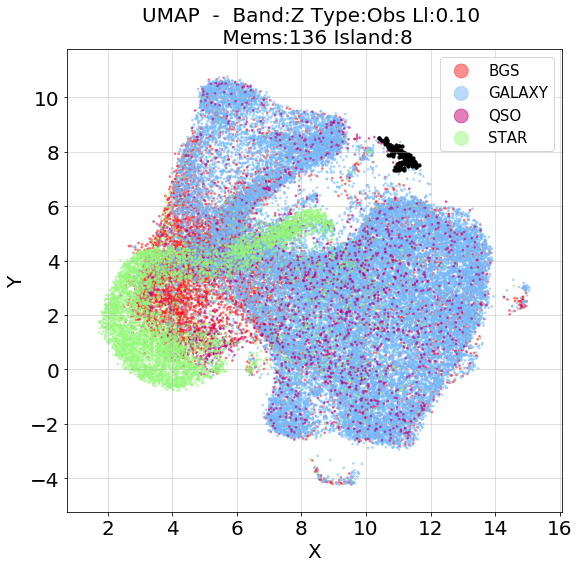 UMAP - Band:Z Type:Obs Ll:0.10
Mems:136 Island:8
BGS
GALAXY
QSO
STAR
10
8
6
4
2
0
−2
−4
Y
2 4 6 8 10 12 14 16
X